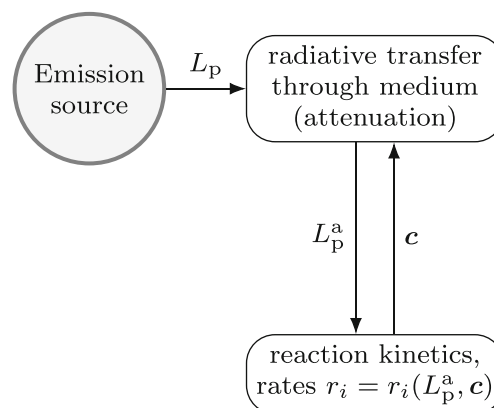 Emission
source
L_p
radiative transfer
through medium
(attenuation)
L_p^a
c
reaction kinetics,
rates r_i = r_i(L_p^a, c)